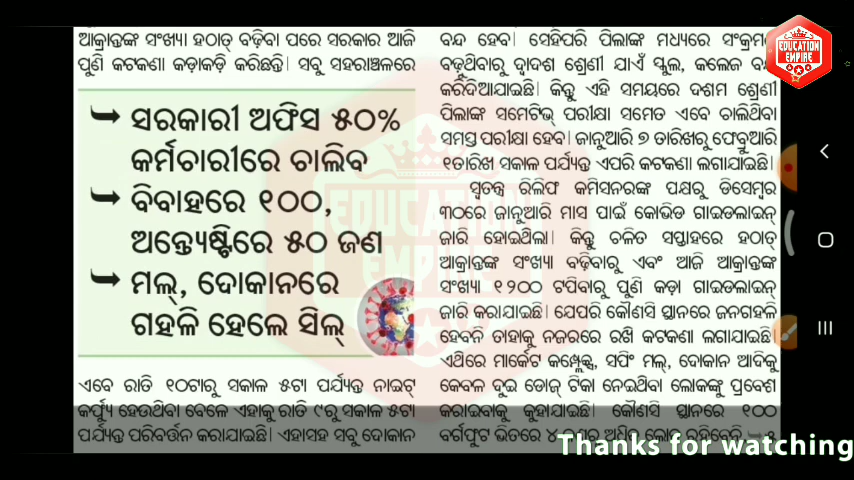 ଆକ୍ରାନ୍ତଙ୍କ ସଂଖ୍ୟା ହଠାତ୍ ବଢ଼ିବା ପରେ ସରକାର ଆଜି
ପୁଣି କଟକଣା କଡ଼ାକଡ଼ି କରିଛନ୍ତି। ସବୁ ସହରାଞ୍ଚଳରେ
ସରକାରୀ ଅଫିସ ୫୦%
କର୍ମଚାରୀରେ ଚାଲିବ
ବିବାହରେ ୧୦୦,
ଅନ୍ତ୍ୟେଷ୍ଟିରେ ୫୦ ଜଣ
ମଲ୍, ଦୋକାନରେ
ଗହଳି ହେଲେ ସିଲ୍
ଏବେ ରାତି ୧୦ଟାରୁ ସକାଳ ୫ଟା ପର୍ଯ୍ୟନ୍ତ ନାଇଟ୍
କର୍ଫ୍ୟୁ ହେଉଥିବା ବେଳେ ଏହାକୁ ରାତି ୯ରୁ ସକାଳ ୫ଟା
ପର୍ଯ୍ୟନ୍ତ ପରିବର୍ତ୍ତନ କରାଯାଇଛି। ଏହାସହ ସବୁ ଦୋକାନ
ବନ୍ଦ ହେବ। ସେହିପରି ପିଲାଙ୍କ ମଧ୍ୟରେ ସଂକ୍ରମଣ
ବଢ଼ୁଥିବାରୁ ଦ୍ୱାଦଶ ଶ୍ରେଣୀ ଯାଏଁ ସ୍କୁଲ, କଲେଜ ବନ୍ଦ
କରିଦିଆଯାଇଛି। କିନ୍ତୁ ଏହି ସମୟରେ ଦଶମ ଶ୍ରେଣୀ
ପିଲାଙ୍କ ସମେଟିଭ୍ ପରୀକ୍ଷା ସମେତ ଏବେ ଚାଲିଥିବା
ସମସ୍ତ ପରୀକ୍ଷା ହେବ। ଜାନୁଆରି ୭ ତାରିଖରୁ ଫେବ୍ରୁଆରି
୧ତାରିଖ ସକାଳ ପର୍ଯ୍ୟନ୍ତ ଏପରି କଟକଣା ଲଗାଯାଇଛି।
ସ୍ୱତନ୍ତ୍ର ରିଲିଫ କମିସନରଙ୍କ ପକ୍ଷରୁ ଡିସେମ୍ବର
୩୦ରେ ଜାନୁଆରି ମାସ ପାଇଁ କୋଭିଡ ଗାଇଡଲାଇନ୍
ଜାରି ହୋଇଥିଲା। କିନ୍ତୁ ଚଳିତ ସପ୍ତାହରେ ହଠାତ୍
ଆକ୍ରାନ୍ତଙ୍କ ସଂଖ୍ୟା ବଢ଼ିବାରୁ ଏବଂ ଆଜି ଆକ୍ରାନ୍ତଙ୍କ
ସଂଖ୍ୟା ୧୨୦୦ ଟପିବାରୁ ପୁଣି କଡ଼ା ଗାଇଡଲାଇନ୍
ଜାରି କରାଯାଇଛି। ଯେପରି କୌଣସି ସ୍ଥାନରେ ଜନଗହଳି
ହେବନି ତାହାକୁ ନଜରରେ ରଖି କଟକଣା ଲଗାଯାଇଛି।
ଏଥିରେ ମାର୍କେଟ କମ୍ପ୍ଲେକ୍ସ, ସପିଂ ମଲ୍, ଦୋକାନ ଆଦିକୁ
କେବଳ ଦୁଇ ଡୋଜ୍ ଟିକା ନେଇଥିବା ଲୋକଙ୍କୁ ପ୍ରବେଶ
କରାଇବାକୁ କୁହାଯାଇଛି। କୌଣସି ସ୍ଥାନରେ ୧୦୦
ବର୍ଗଫୁଟ ଭିତରେ ୪
EDUCATION
EMPIRE
EDUCATION
EMPIRE
Thanks for watching